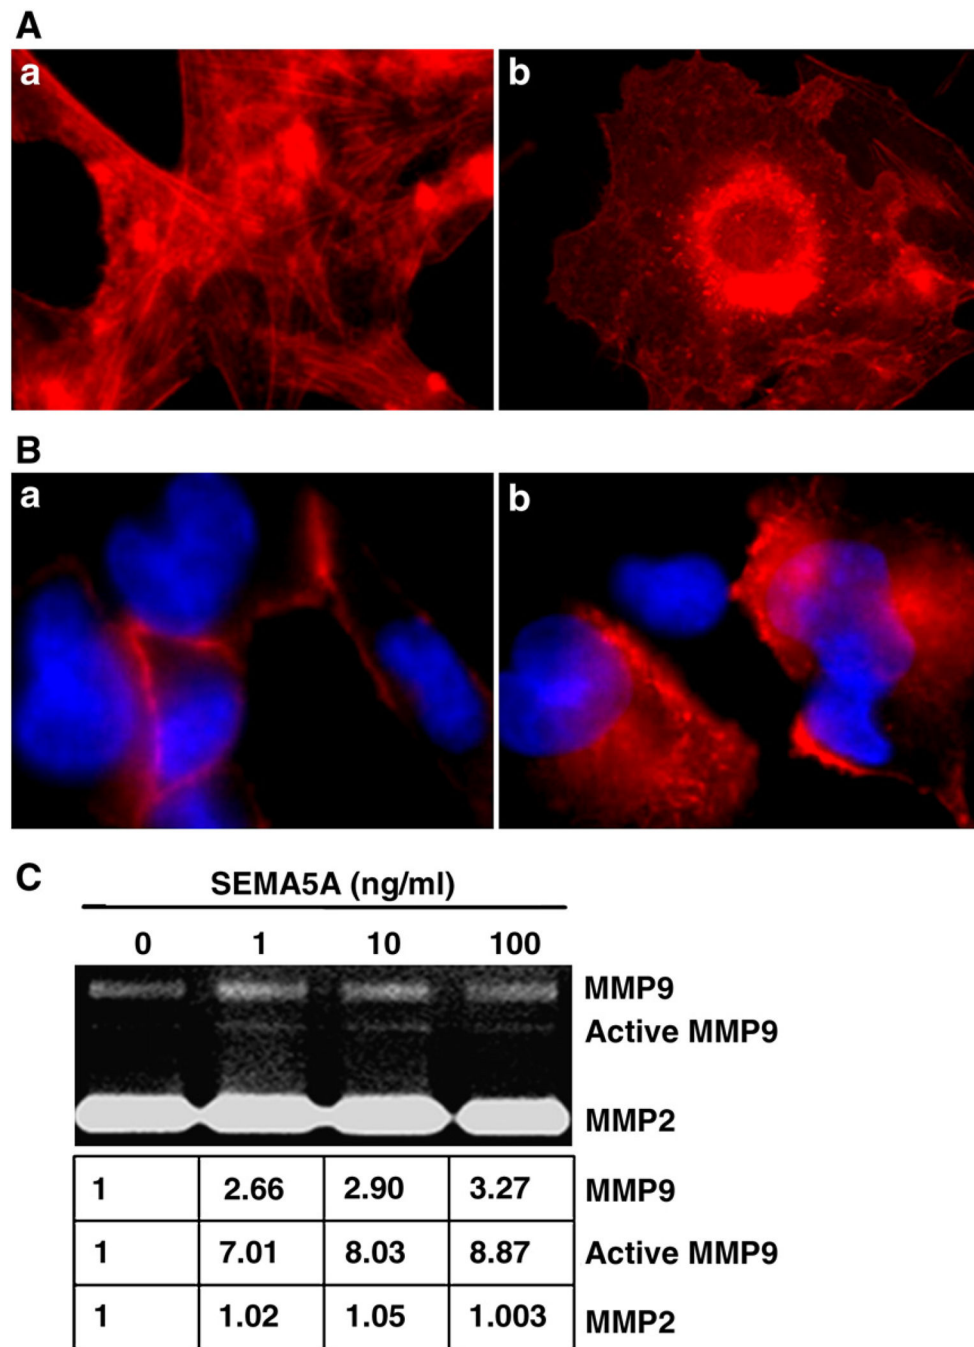 A
a
b
B
a
b
C
SEMA5A (ng/ml)
0 1 10 100
MMP9
Active MMP9
MMP2
1 2.66 2.90 3.27 MMP9
1 7.01 8.03 8.87 Active MMP9
1 1.02 1.05 1.003 MMP2